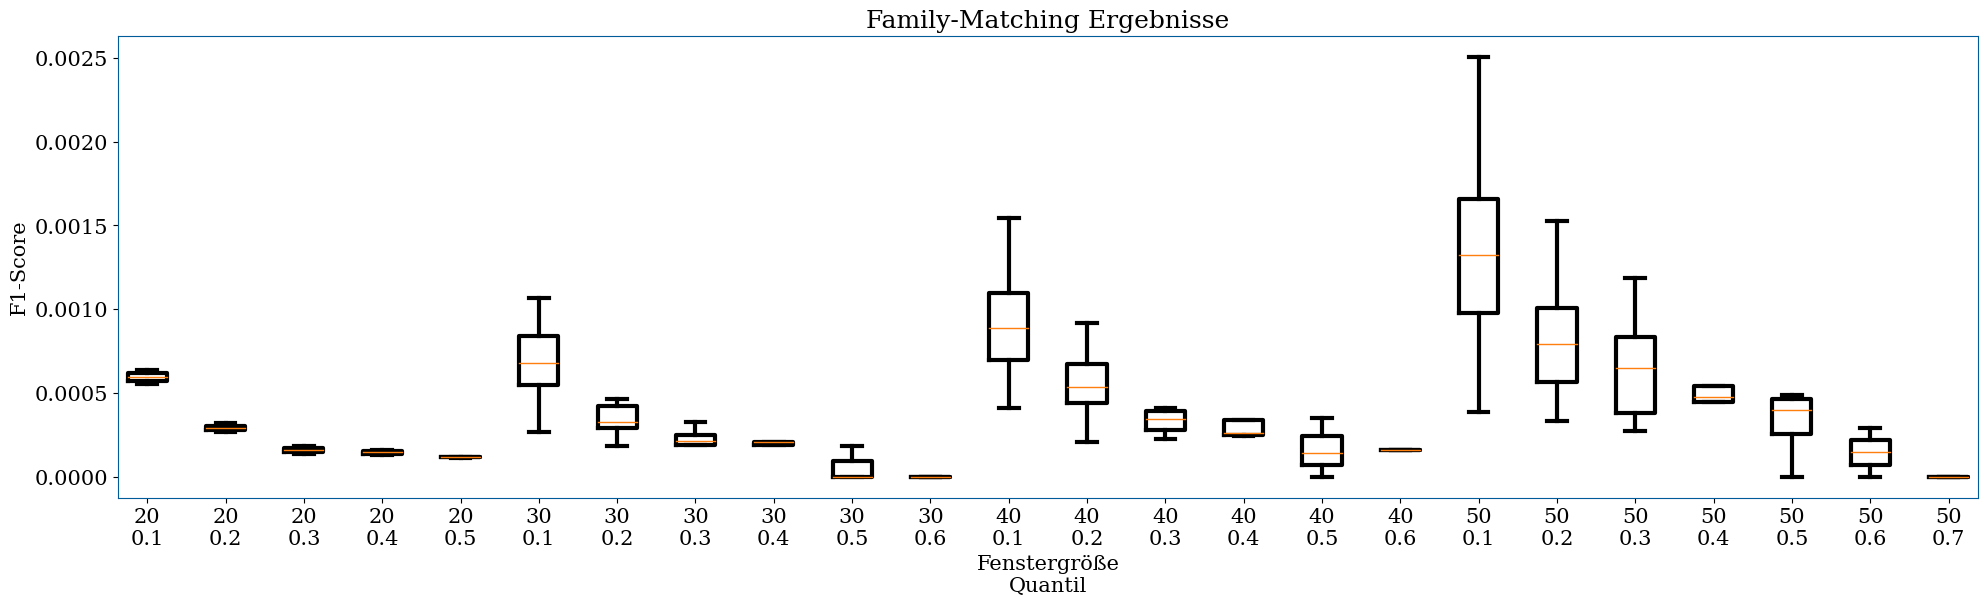 Family-Matching Ergebnisse
F1-Score
0.0025
0.0020
0.0015
0.0010
0.0005
0.0000
20 20 20 20 20 30 30 30 30 30 30 40 40 40 40 40 40 50 50 50 50 50 50 50
0.1 0.2 0.3 0.4 0.5 0.1 0.2 0.3 0.4 0.5 0.6 0.1 0.2 0.3 0.4 0.5 0.6 0.1 0.2 0.3 0.4 0.5 0.6 0.7
Fenstergröße
Quantil